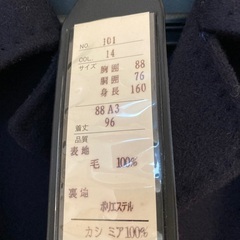 NO. 101
COL. 14
サイズ 胸囲 88
胴囲 76
身長 160
88A3
着丈 96
品質
表地
毛 100%
裏地
ポリエステル
カシミア100%